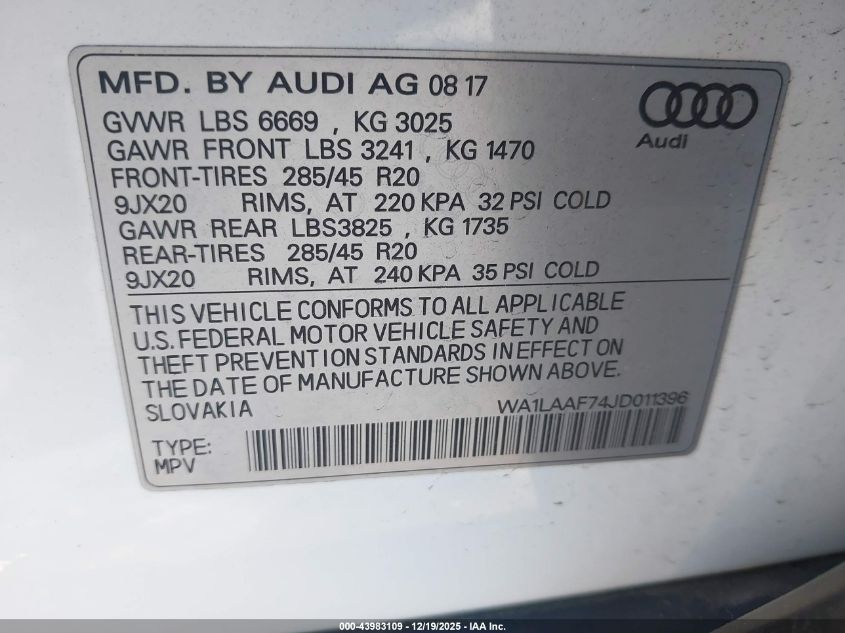 MFD. BY AUDI AG 08 17
Audi
GVWR LBS 6669 , KG 3025
GAWR FRONT LBS 3241 , KG 1470
FRONT-TIRES 285/45 R20
9JX20 RIMS, AT 220 KPA 32 PSI COLD
GAWR REAR LBS3825 , KG 1735
REAR-TIRES 285/45 R20
9JX20 RIMS, AT 240 KPA 35 PSI COLD
THIS VEHICLE CONFORMS TO ALL APPLICABLE
U.S. FEDERAL MOTOR VEHICLE SAFETY AND
THEFT PREVENTION STANDARDS IN EFFECT ON
THE DATE OF MANUFACTURE SHOWN ABOVE.
SLOVAKIA WA1LAAF74JD011396
TYPE:
MPV
000-43983109 - 12/19/2025 - IAA Inc.